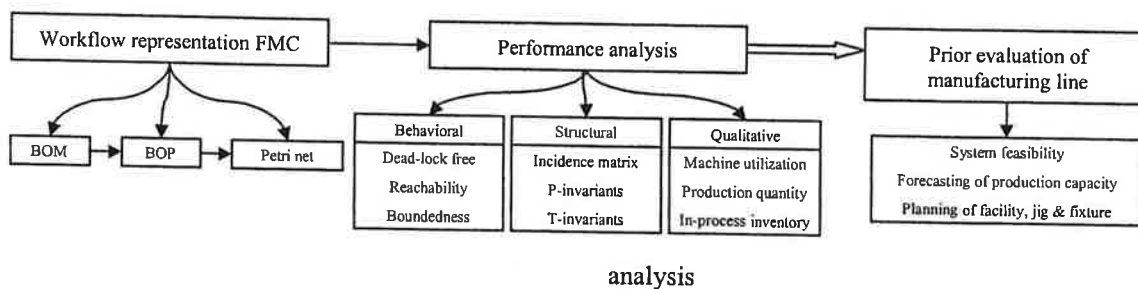 Workflow representation FMC
BOM
BOP
Petri net
Performance analysis
Behavioral
Dead-lock free
Reachability
Boundedness
Structural
Incidence matrix
P-invariants
T-invariants
Qualitative
Machine utilization
Production quantity
In-process inventory
Prior evaluation of
manufacturing line
System feasibility
Forecasting of production capacity
Planning of facility, jig & fixture
analysis